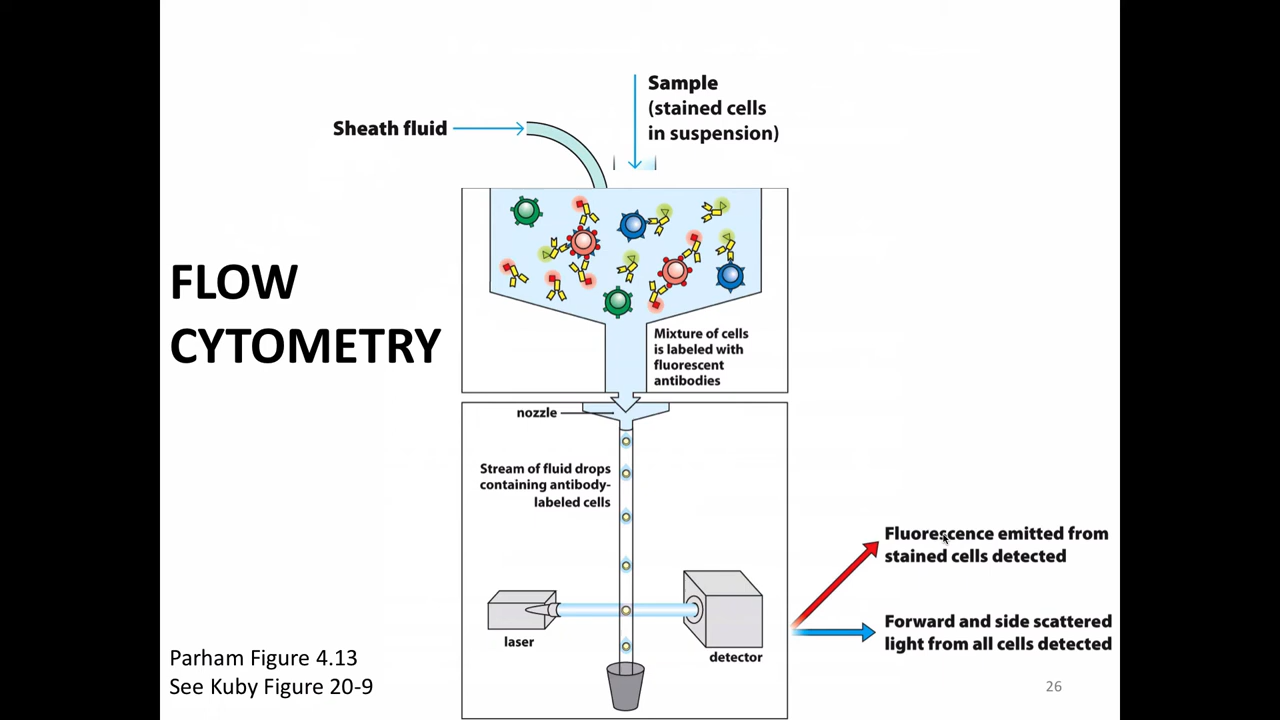 Sample
(stained cells
in suspension)
Sheath fluid
FLOW
CYTOMETRY
Mixture of cells
is labeled with
fluorescent
antibodies
nozzle
Stream of fluid drops
containing antibody-
labeled cells
Fluorescence emitted from
stained cells detected
Forward and side scattered
light from all cells detected
laser
detector
Parham Figure 4.13
See Kuby Figure 20-9
26